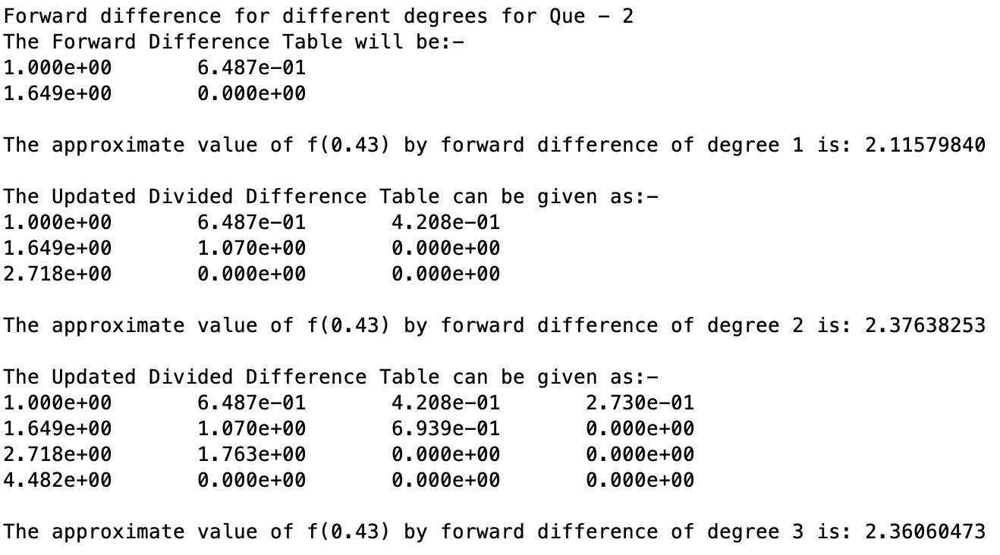 Forward difference for different degrees for Que – 2
The Forward Difference Table will be:–
1.000e+00 6.487e–01
1.649e+00 0.000e+00
The approximate value of f(0.43) by forward difference of degree 1 is: 2.11579840
The Updated Divided Difference Table can be given as:–
1.000e+00 6.487e–01 4.208e–01
1.649e+00 1.070e+00 0.000e+00
2.718e+00 0.000e+00 0.000e+00
The approximate value of f(0.43) by forward difference of degree 2 is: 2.37638253
The Updated Divided Difference Table can be given as:–
1.000e+00 6.487e–01 4.208e–01 2.730e–01
1.649e+00 1.070e+00 6.939e–01 0.000e+00
2.718e+00 1.763e+00 0.000e+00 0.000e+00
4.482e+00 0.000e+00 0.000e+00 0.000e+00
The approximate value of f(0.43) by forward difference of degree 3 is: 2.36060473